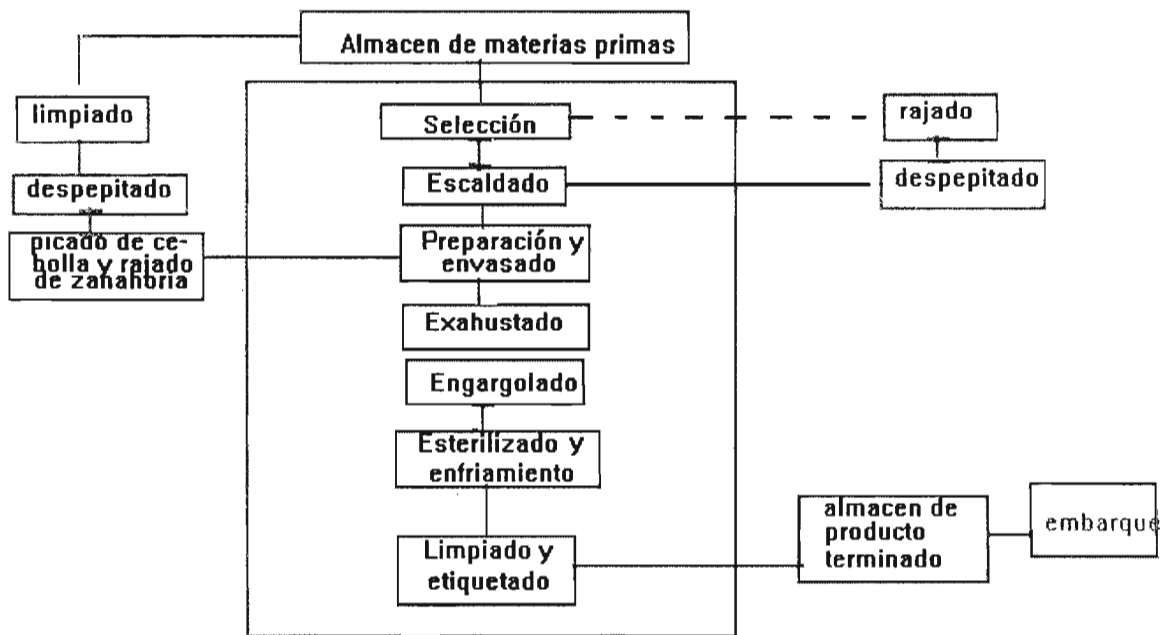 Almacen de materias primas
limpiado
Selección
rajado
despepitado
Escaldado
despepitado
picado de ce-
bolla y rajado
de zanahoria
Preparación y
envasado
Exahustado
Engargolado
Esterilizado y
enfriamiento
almacen de
producto
terminado
embarque
Limpiado y
etiquetado